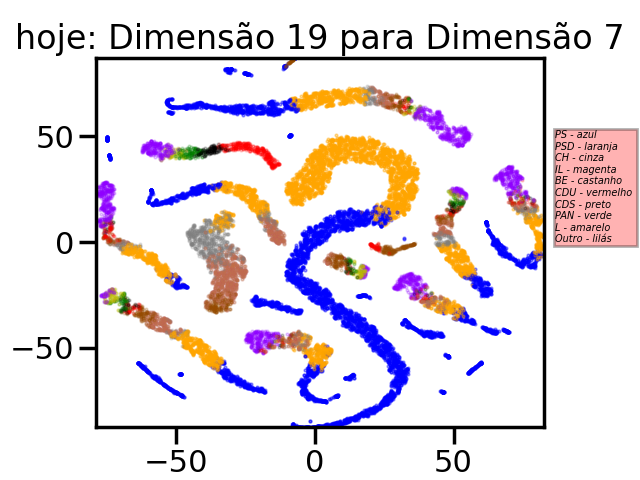 hoje: Dimensão 19 para Dimensão 7
50
0
−50
−50
0
50
PS - azul
PSD - laranja
CH - cinza
IL - magenta
BE - castanho
CDU - vermelho
CDS - preto
PAN - verde
L - amarelo
Outro - lilás